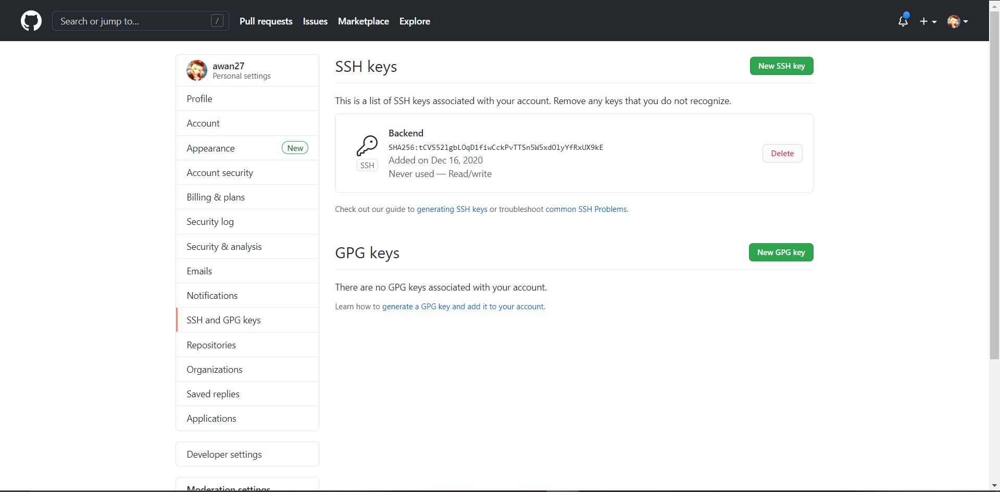 Search or jump to...
/
Pull requests
Issues
Marketplace
Explore
awan27
Personal settings
Profile
Account
Appearance
New
Account security
Billing & plans
Security log
Security & analysis
Emails
Notifications
SSH and GPG keys
Repositories
Organizations
Saved replies
Applications
Developer settings
Moderation settings
SSH keys
New SSH key
This is a list of SSH keys associated with your account. Remove any keys that you do not recognize.
SSH
Backend
SHA256:tCVS52lgbLOqD1fiwCckPvTTSn5W5xdOlyYfRxUX9kE
Added on Dec 16, 2020
Never used — Read/write
Delete
Check out our guide to generating SSH keys or troubleshoot common SSH Problems.
GPG keys
New GPG key
There are no GPG keys associated with your account.
Learn how to generate a GPG key and add it to your account.